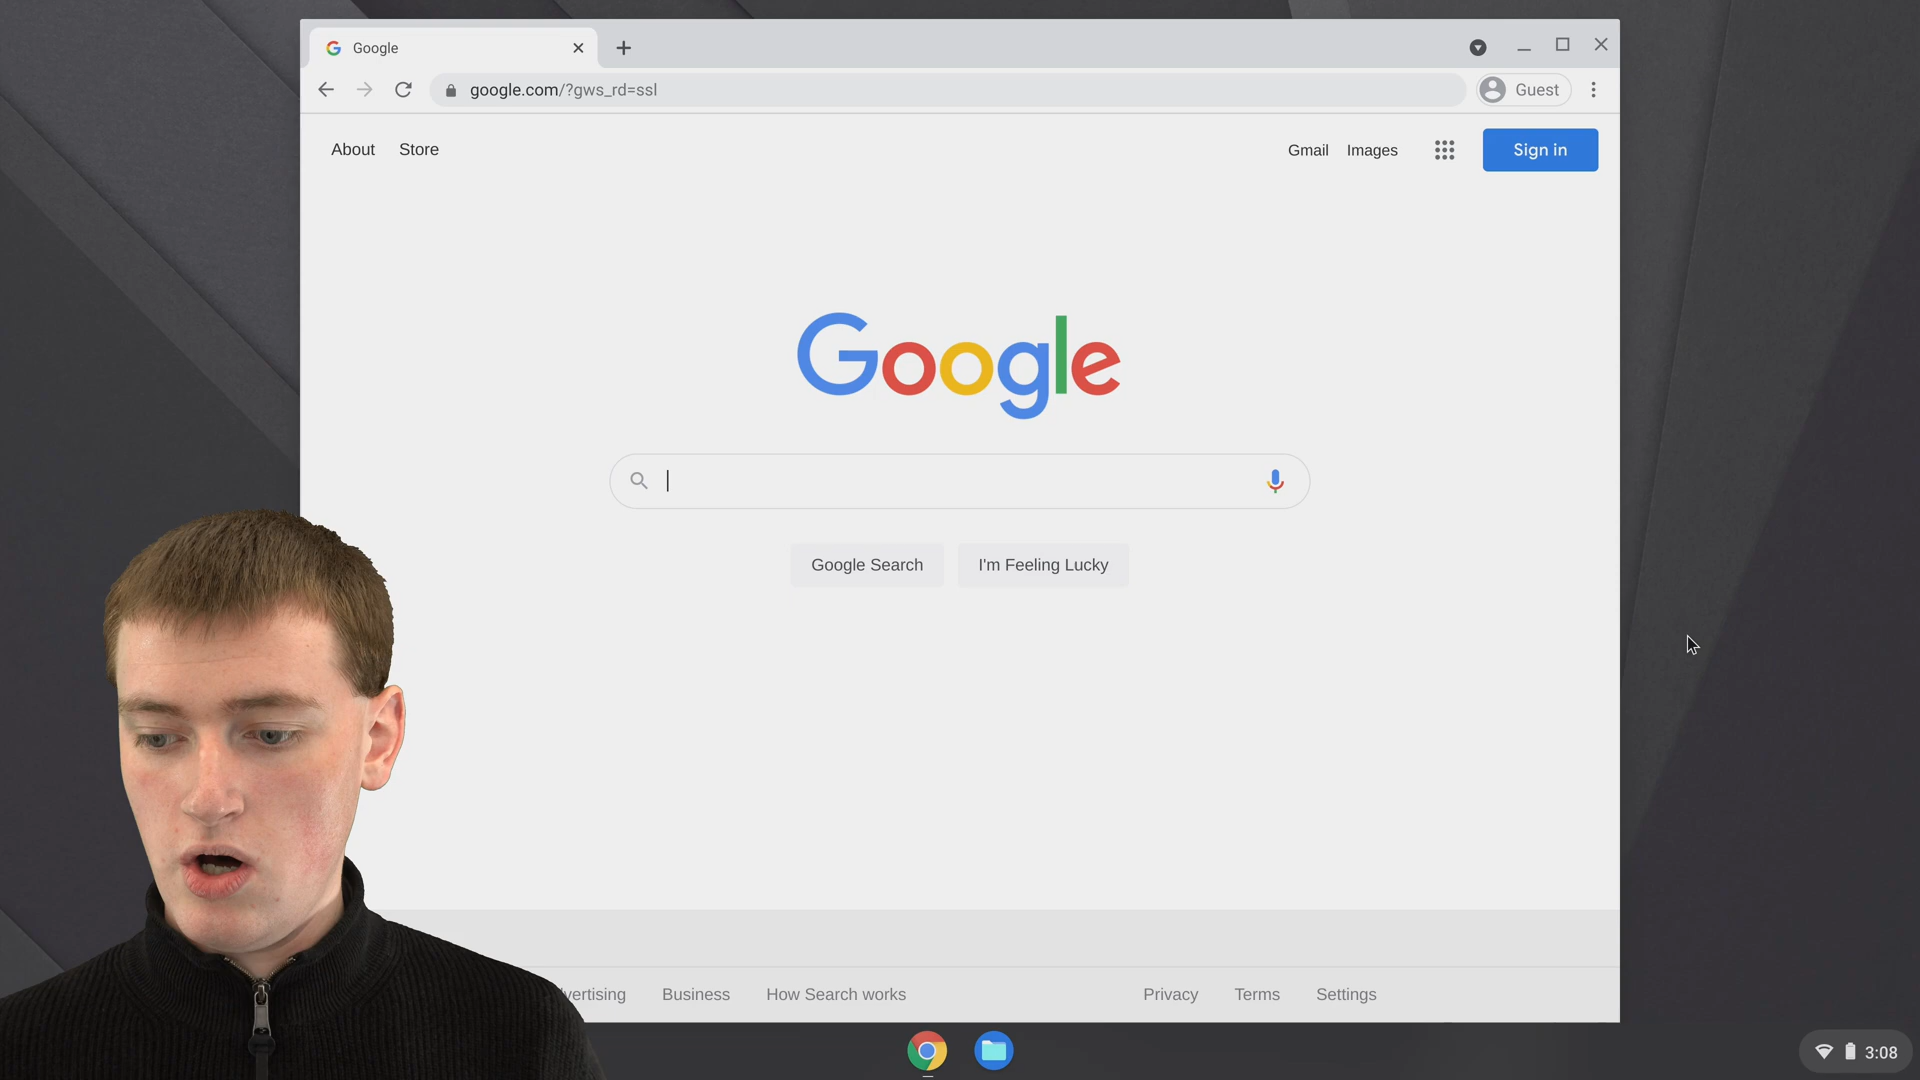 Google
google.com/?gws_rd=ssl
Guest
About Store
Gmail Images
Sign in
Google
Google Search I'm Feeling Lucky
Business How Search works
Privacy Terms Settings
3:08